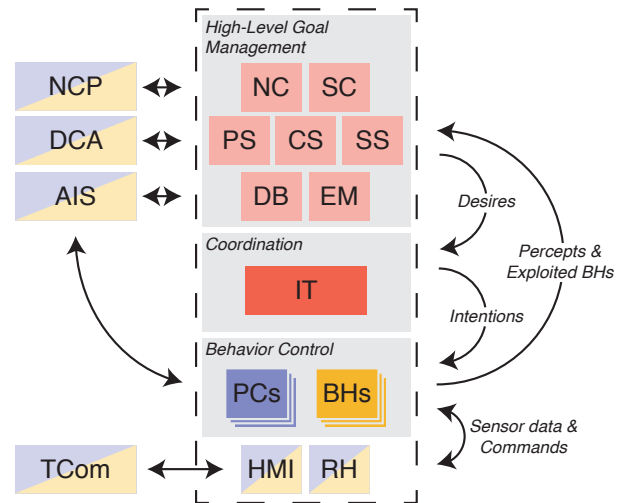 High-Level Goal
Management
NCP
NC
SC
DCA
PS
CS
SS
AIS
DB
EM
Desires
Coordination
Percepts &
Exploited BHs
IT
Intentions
Behavior Control
PCs
BHs
Sensor data &
Commands
TCom
HMI
RH